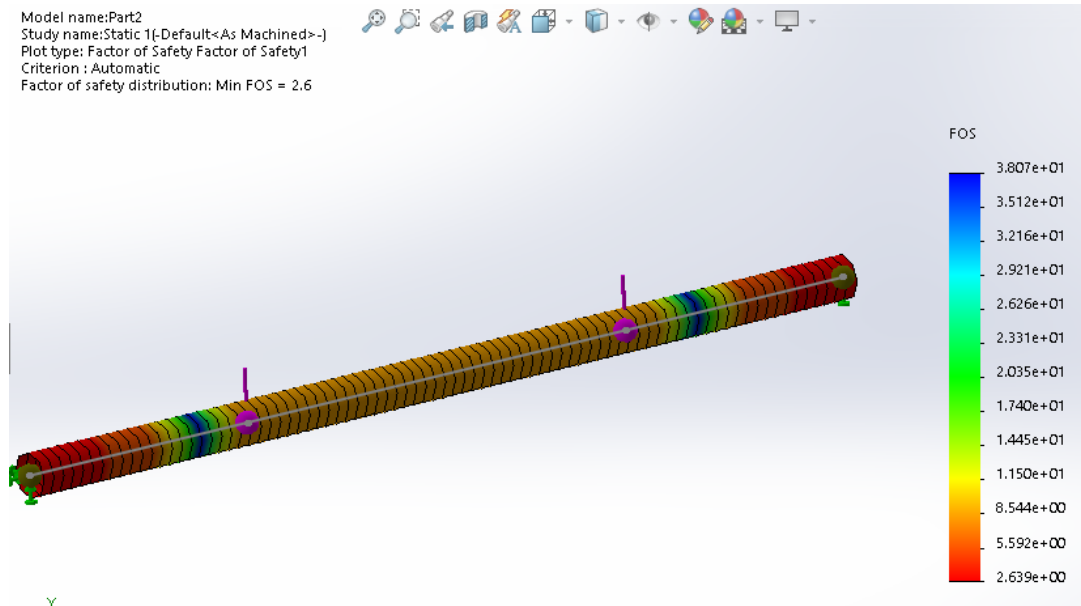 Model name:Part2
Study name:Static 1(-Default<As Machined>-)
Plot type: Factor of Safety Factor of Safety1
Criterion : Automatic
Factor of safety distribution: Min FOS = 2.6
FOS
3.807e+01
3.512e+01
3.216e+01
2.921e+01
2.626e+01
2.331e+01
2.035e+01
1.740e+01
1.445e+01
1.150e+01
8.544e+00
5.592e+00
2.639e+00
Y